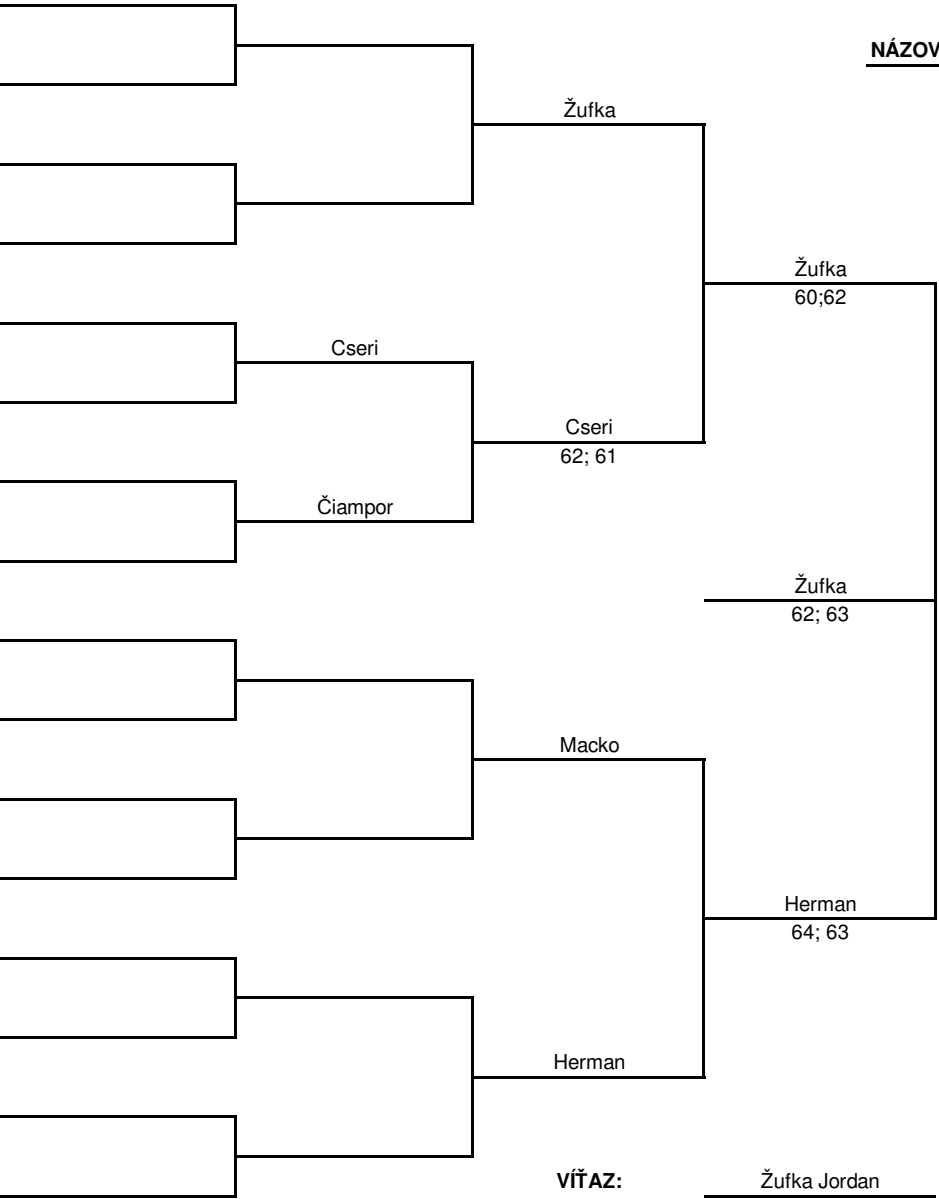 NÁZOV
Žufka
Žufka
60;62
Cseri
Cseri
62; 61
Čiampor
Žufka
62; 63
Macko
Herman
64; 63
Herman
VÍŤAZ: Žufka Jordan